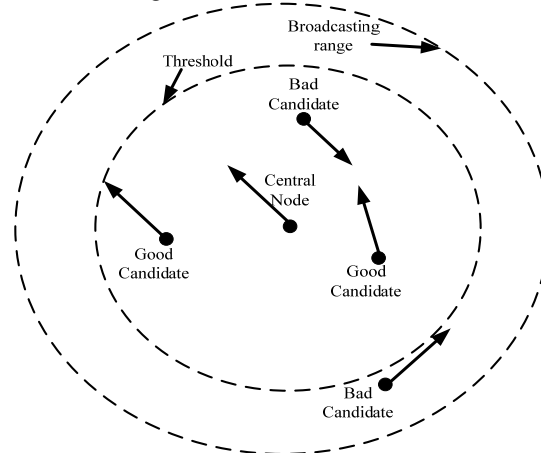 Broadcasting
range
Threshold
Bad
Candidate
Central
Node
Good
Candidate
Good
Candidate
Bad
Candidate